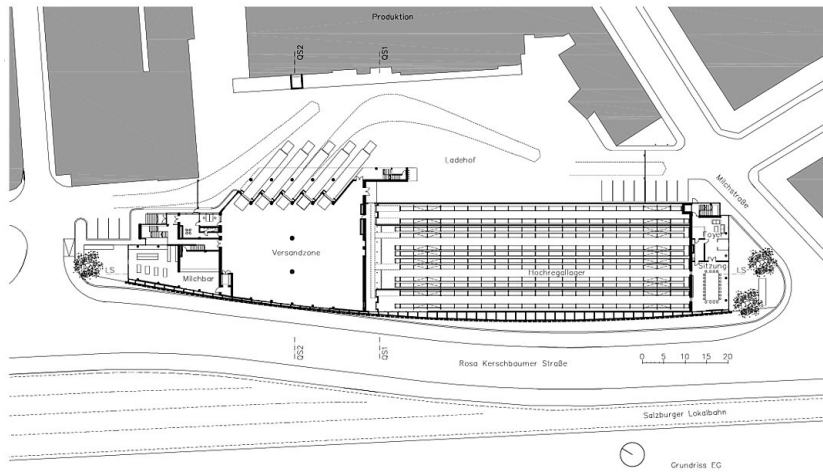 Produktion
QS2
QS1
Ladehof
Milchstraße
Foyer
Versandzone
Sitzung
LS
Milchbar
Hochregallager
LS
QS2
QS1
Rosa Kerschbaumer Straße
0 5 10 15 20
Salzburger Lokalbahn
Grundriss EG